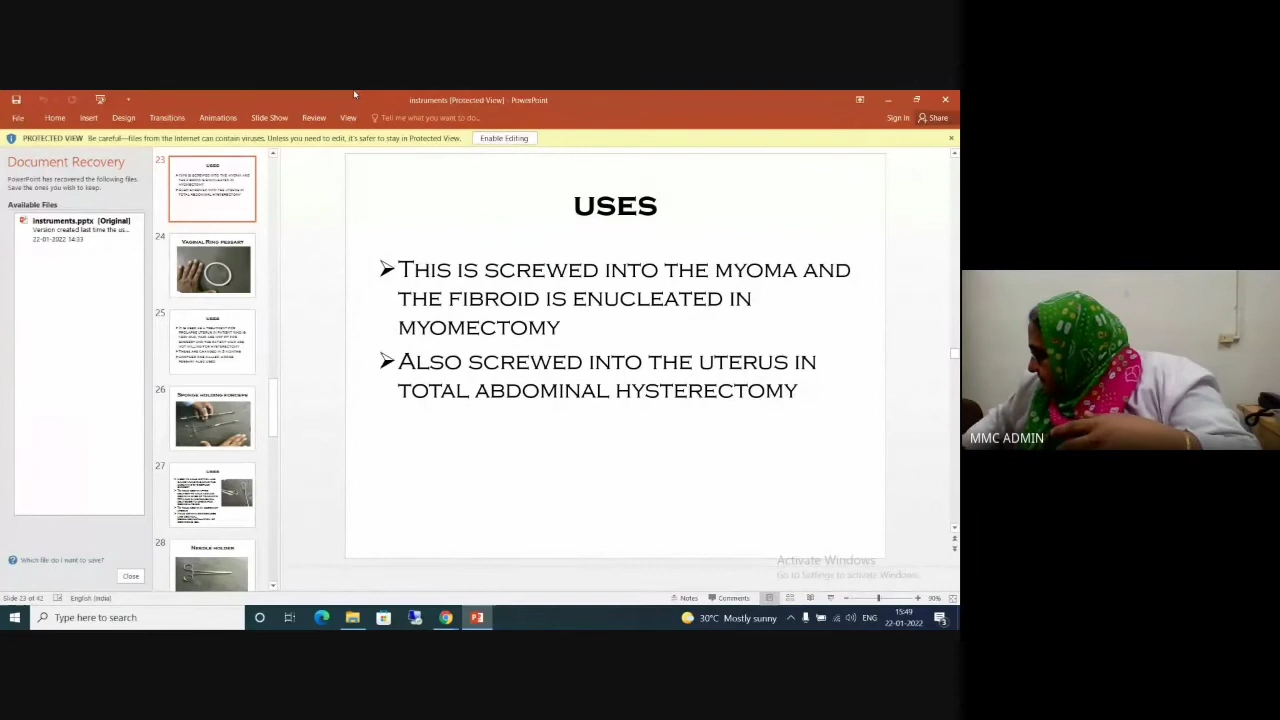 instruments [Protected View] - PowerPoint
File Home Insert Design Transitions Animations Slide Show Review View Tell me what you want to do... Sign in Share
PROTECTED VIEW Be careful—files from the Internet can contain viruses. Unless you need to edit, it's safer to stay in Protected View. Enable Editing
Document Recovery
PowerPoint has recovered the following files.
Save the ones you wish to keep.
Available Files
instruments.pptx [Original]
Version created last time the us...
22-01-2022 14:33
Which file do I want to save?
Close
23
USES
24
VAGINAL RING PESSARY
25
USES
26
SPONGE HOLDING FORCEPS
27
USES
28
NEEDLE HOLDER
USES
➢THIS IS SCREWED INTO THE MYOMA AND
THE FIBROID IS ENUCLEATED IN
MYOMECTOMY
➢ALSO SCREWED INTO THE UTERUS IN
TOTAL ABDOMINAL HYSTERECTOMY
Activate Windows
Go to Settings to activate Windows.
Slide 23 of 42 English (India) Notes Comments 90%
Type here to search 30°C Mostly sunny ENG 15:49
22-01-2022
3
MMC ADMIN